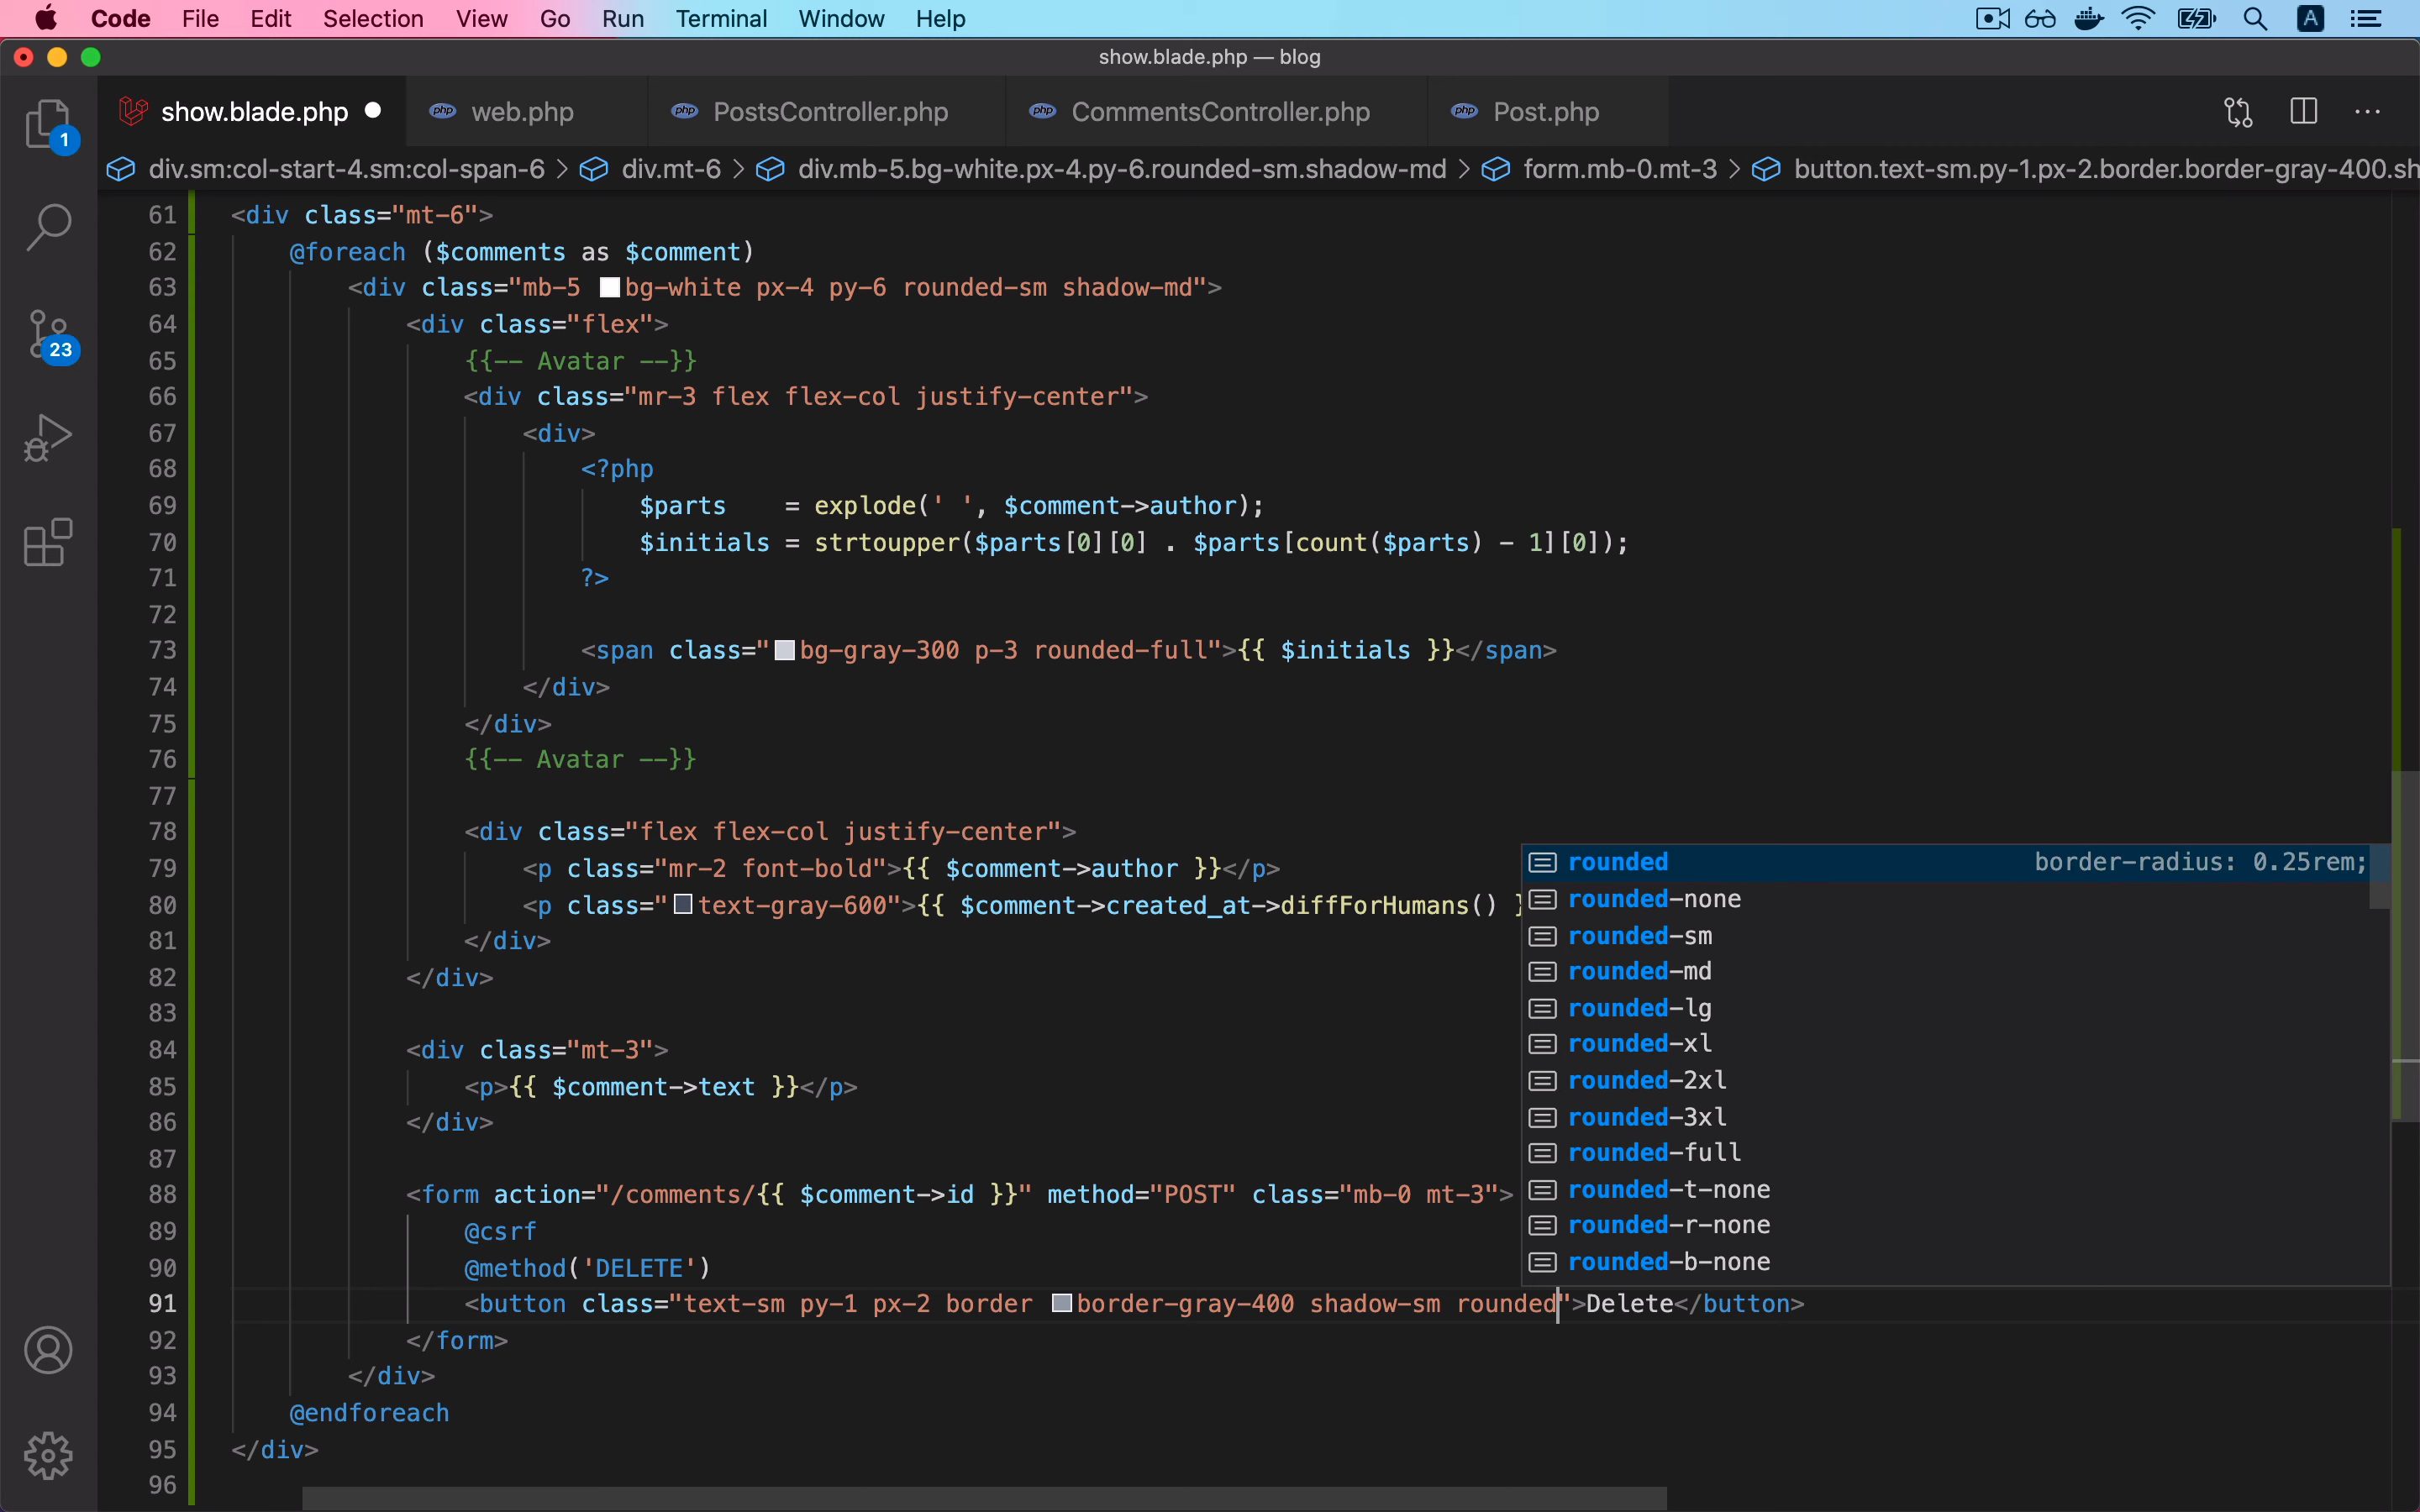 Code File Edit Selection View Go Run Terminal Window Help A
show.blade.php — blog
show.blade.php php web.php php PostsController.php php CommentsController.php php Post.php
div.sm:col-start-4.sm:col-span-6 > div.mt-6 > div.mb-5.bg-white.px-4.py-6.rounded-sm.shadow-md > form.mb-0.mt-3 > button.text-sm.py-1.px-2.border.border-gray-400.sh
1
23
61 <div class="mt-6">
62 @foreach ($comments as $comment)
63 <div class="mb-5 bg-white px-4 py-6 rounded-sm shadow-md">
64 <div class="flex">
65 {{-- Avatar --}}
66 <div class="mr-3 flex flex-col justify-center">
67 <div>
68 <?php
69 $parts    = explode(' ', $comment->author);
70 $initials = strtoupper($parts[0][0] . $parts[count($parts) - 1][0]);
71 ?>
72
73 <span class="bg-gray-300 p-3 rounded-full">{{ $initials }}</span>
74 </div>
75 </div>
76 {{-- Avatar --}}
77
78 <div class="flex flex-col justify-center">
79 <p class="mr-2 font-bold">{{ $comment->author }}</p>
80 <p class="text-gray-600">{{ $comment->created_at->diffForHumans() }
81 </div>
82 </div>
83
84 <div class="mt-3">
85 <p>{{ $comment->text }}</p>
86 </div>
87
88 <form action="/comments/{{ $comment->id }}" method="POST" class="mb-0 mt-3">
89 @csrf
90 @method('DELETE')
91 <button class="text-sm py-1 px-2 border border-gray-400 shadow-sm rounded">Delete</button>
92 </form>
93 </div>
94 @endforeach
95 </div>
96
rounded border-radius: 0.25rem;
rounded-none
rounded-sm
rounded-md
rounded-lg
rounded-xl
rounded-2xl
rounded-3xl
rounded-full
rounded-t-none
rounded-r-none
rounded-b-none